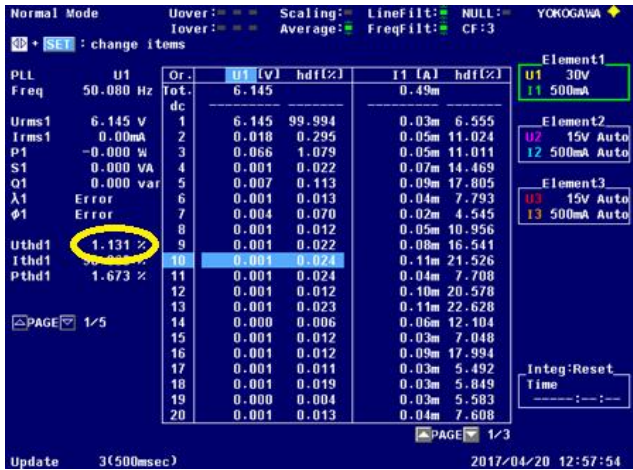 Normal Mode Uover: Scaling: LineFilt: NULL: YOKOGAWA
Iover: Average: FreqFilt: CF:3
+ SET : change items
PLL U1 Or. U1 [V] hdf[%] I1 [A] hdf[%] Element1
Freq 50.080 Hz Tot. 6.145 0.49m U1 30V
dc -------- -------- -------- -------- I1 500mA
Urms1 6.145 V 1 6.145 99.994 0.03m 6.555 Element2
Irms1 0.00mA 2 0.018 0.295 0.05m 11.024 U2 15V Auto
P1 -0.000 W 3 0.066 1.079 0.05m 11.011 I2 500mA Auto
S1 0.000 VA 4 0.001 0.022 0.07m 14.469
Q1 0.000 var 5 0.007 0.113 0.09m 17.805 Element3
λ1 Error 6 0.001 0.013 0.04m 7.793 U3 15V Auto
Φ1 Error 7 0.004 0.070 0.02m 4.545 I3 500mA Auto
8 0.001 0.012 0.05m 10.956
Uthd1 1.131 % 9 0.001 0.022 0.08m 16.541
Ithd1 % 10 0.001 0.024 0.11m 21.526
Pthd1 1.673 % 11 0.001 0.024 0.04m 7.708
12 0.001 0.012 0.10m 20.578
13 0.001 0.023 0.11m 22.628
PAGE 1/5 14 0.000 0.006 0.06m 12.104
15 0.001 0.012 0.03m 7.048
16 0.001 0.012 0.09m 17.994
17 0.001 0.011 0.03m 5.492 Integ:Reset
18 0.001 0.019 0.03m 5.849 Time
19 0.000 0.004 0.03m 5.583 -----:--:--
20 0.001 0.013 0.04m 7.608
PAGE 1/3
Update 3(500msec) 2017/04/20 12:57:54